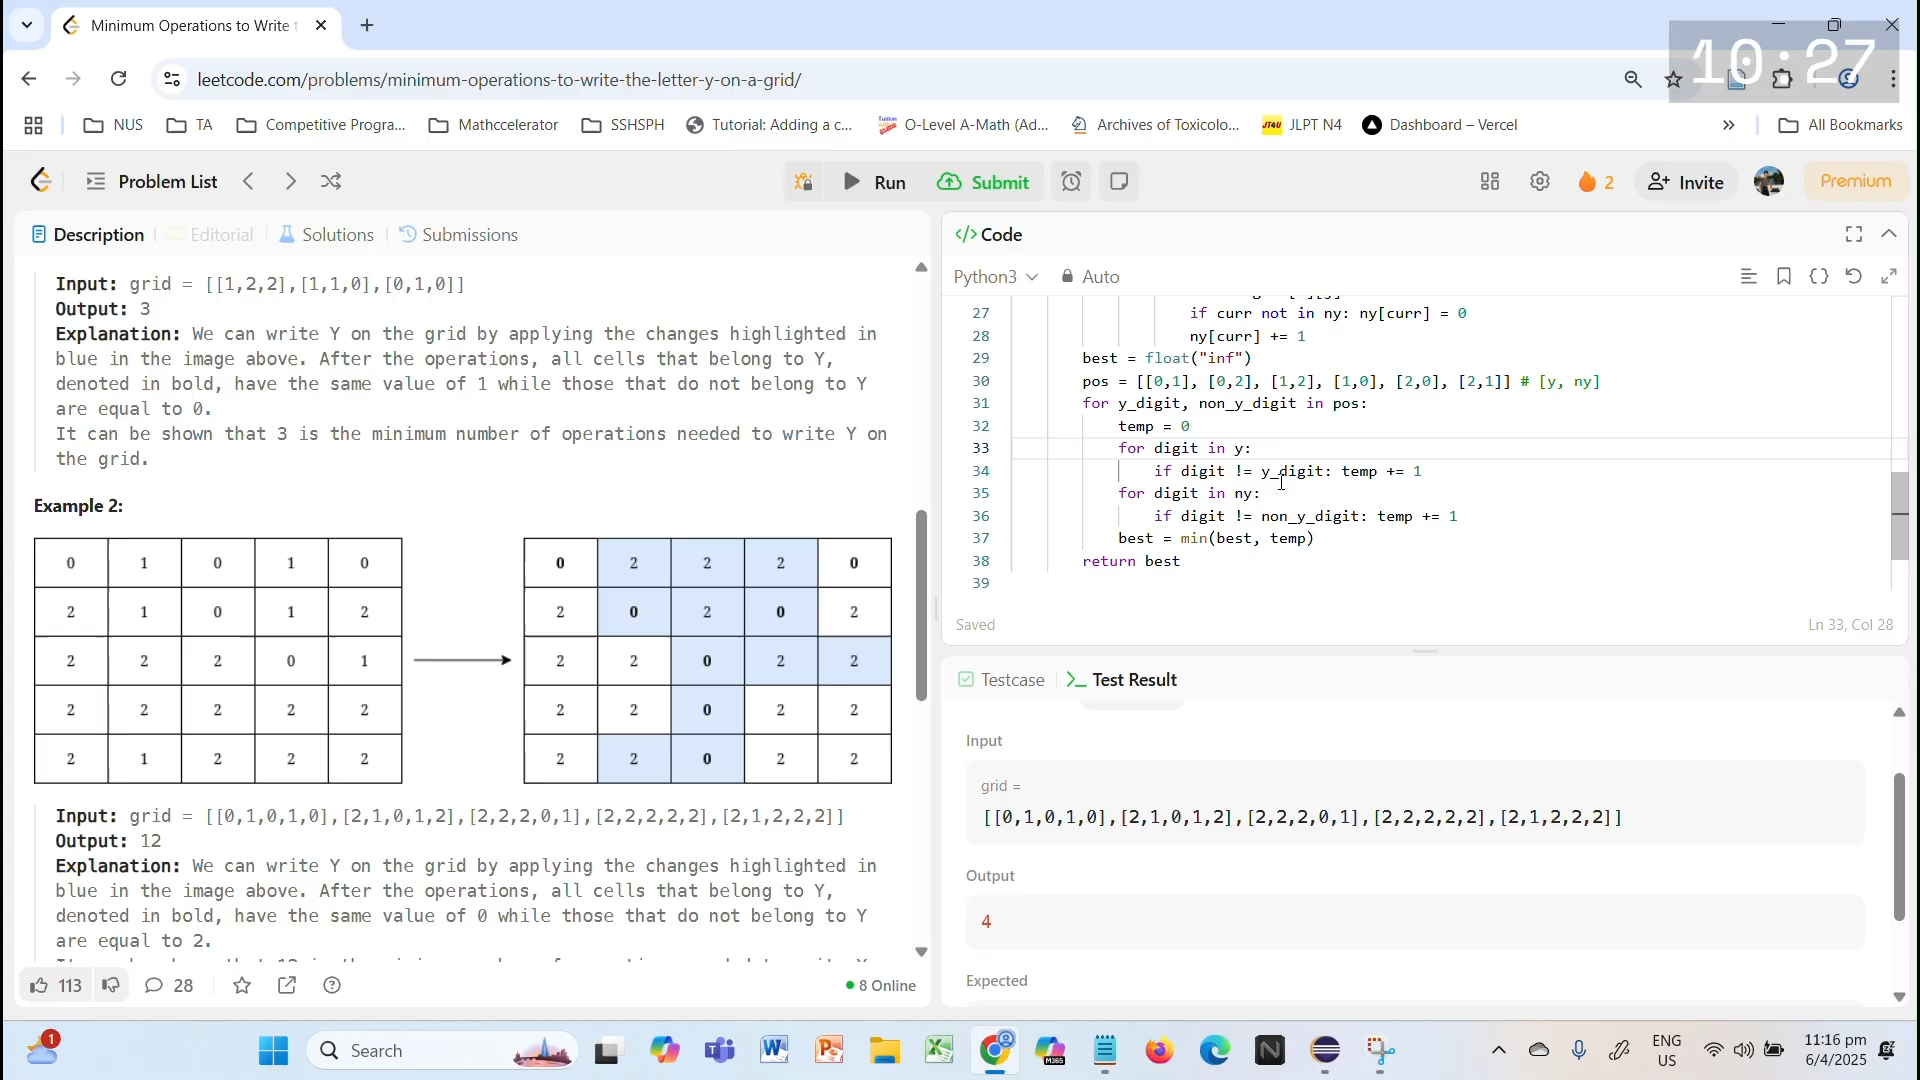 Minimum Operations to Write t
10:27
leetcode.com/problems/minimum-operations-to-write-the-letter-y-on-a-grid/
NUS
TA
Competitive Progra...
Mathccelerator
SSHSPH
Tutorial: Adding a c...
O-Level A-Math (Ad...
Archives of Toxicolo...
JLPT N4
Dashboard – Vercel
All Bookmarks
Problem List
Run
Submit
2
Invite
Premium
Description
Editorial
Solutions
Submissions
Input: grid = [[1,2,2],[1,1,0],[0,1,0]]
Output: 3
Explanation: We can write Y on the grid by applying the changes highlighted in
blue in the image above. After the operations, all cells that belong to Y,
denoted in bold, have the same value of 1 while those that do not belong to Y
are equal to 0.
It can be shown that 3 is the minimum number of operations needed to write Y on
the grid.
Example 2:
0 1 0 1 0
2 1 0 1 2
2 2 2 0 1
2 2 2 2 2
2 1 2 2 2
0 2 2 2 0
2 0 2 0 2
2 2 0 2 2
2 2 0 2 2
2 2 0 2 2
Input: grid = [[0,1,0,1,0],[2,1,0,1,2],[2,2,2,0,1],[2,2,2,2,2],[2,1,2,2,2]]
Output: 12
Explanation: We can write Y on the grid by applying the changes highlighted in
blue in the image above. After the operations, all cells that belong to Y,
denoted in bold, have the same value of 0 while those that do not belong to Y
are equal to 2.
113
28
8 Online
Code
Python3
Auto
27 if curr not in ny: ny[curr] = 0
28 ny[curr] += 1
29 best = float("inf")
30 pos = [[0,1], [0,2], [1,2], [1,0], [2,0], [2,1]] # [y, ny]
31 for y_digit, non_y_digit in pos:
32 temp = 0
33 for digit in y:
34 if digit != y_digit: temp += 1
35 for digit in ny:
36 if digit != non_y_digit: temp += 1
37 best = min(best, temp)
38 return best
39
Saved
Ln 33, Col 28
Testcase
Test Result
Input
grid =
[[0,1,0,1,0],[2,1,0,1,2],[2,2,2,0,1],[2,2,2,2,2],[2,1,2,2,2]]
Output
4
Expected
1
Search
ENG
US
11:16 pm
6/4/2025